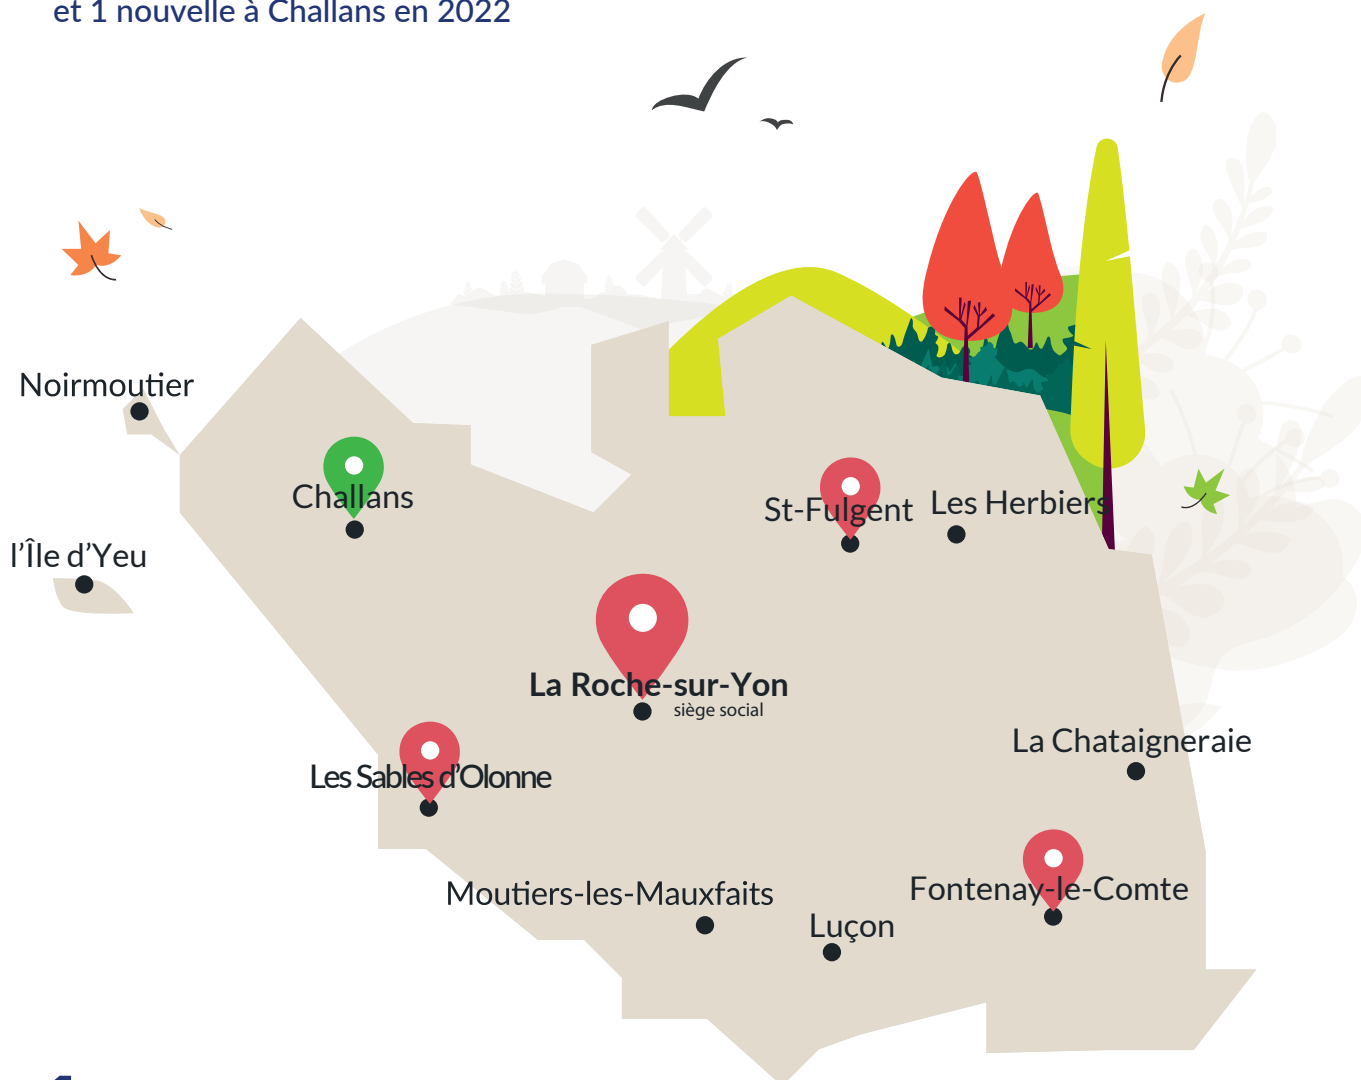 et 1 nouvelle à Challans en 2022
Noirmoutier
Challans
St-Fulgent
Les Herbiers
l’Île d’Yeu
La Roche-sur-Yon
siège social
La Chataigneraie
Les Sables d’Olonne
Moutiers-les-Mauxfaits
Fontenay-le-Comte
Luçon